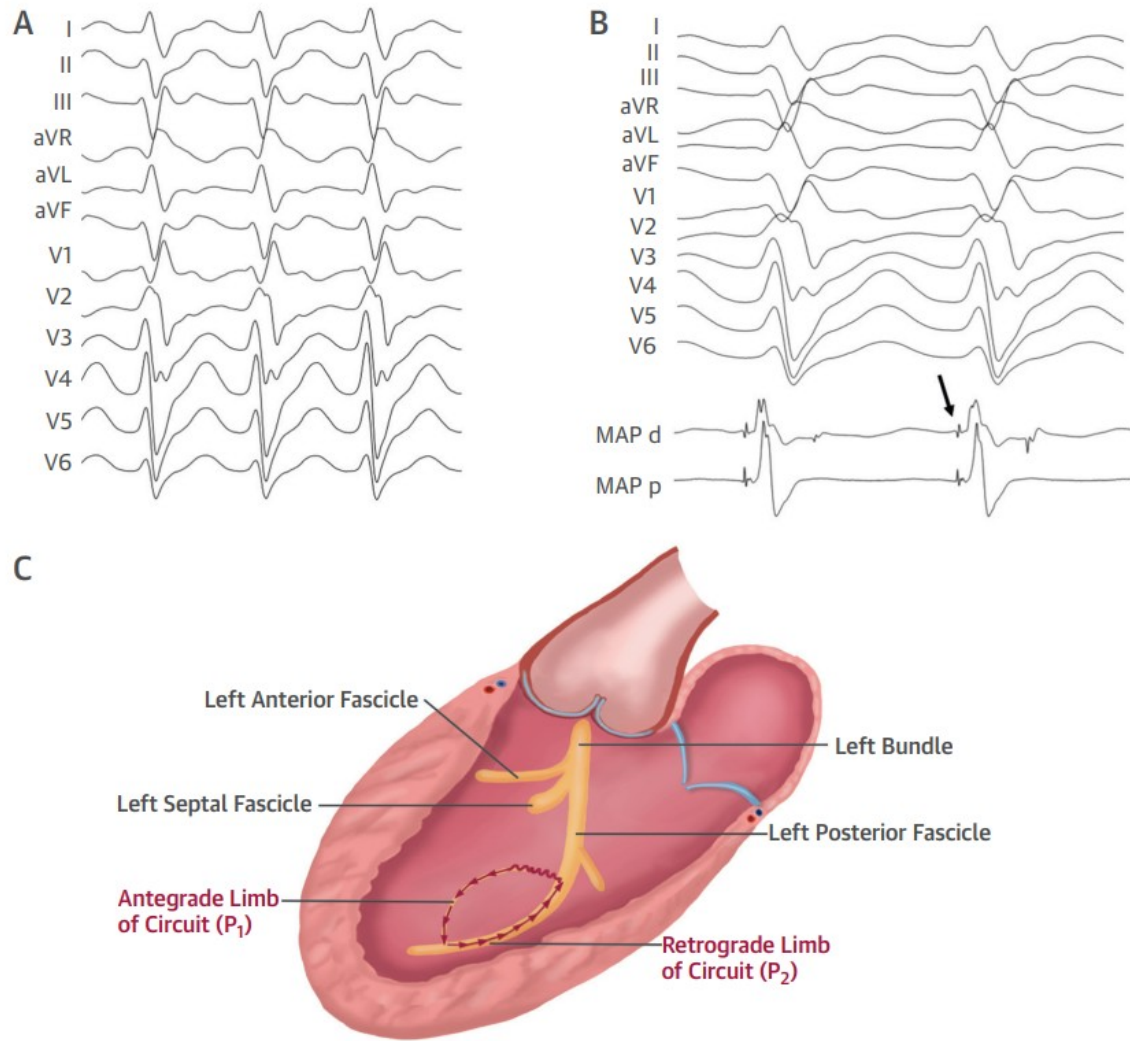 A
I
II
III
aVR
aVL
aVF
V1
V2
V3
V4
V5
V6
B
I
II
III
aVR
aVL
aVF
V1
V2
V3
V4
V5
V6
MAP d
MAP p
C
Left Anterior Fascicle
Left Bundle
Left Septal Fascicle
Left Posterior Fascicle
Antegrade Limb
of Circuit (P₁)
Retrograde Limb
of Circuit (P₂)